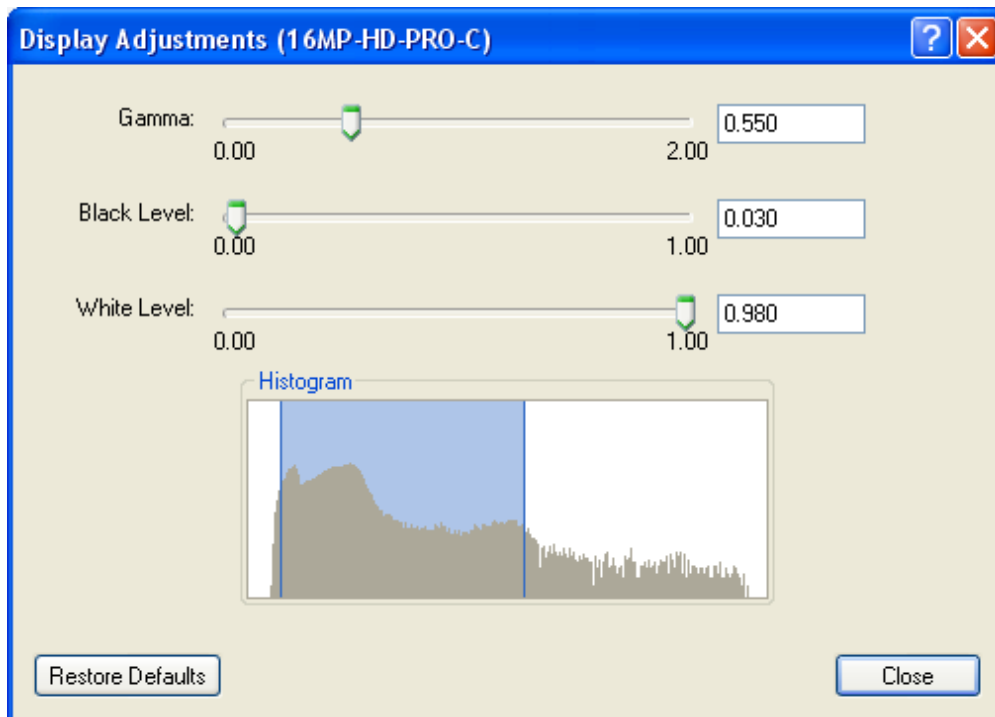 Display Adjustments (16MP-HD-PRO-C)
Gamma: 0.550
0.00 2.00
Black Level: 0.030
0.00 1.00
White Level: 0.980
0.00 1.00
Histogram
Restore Defaults Close